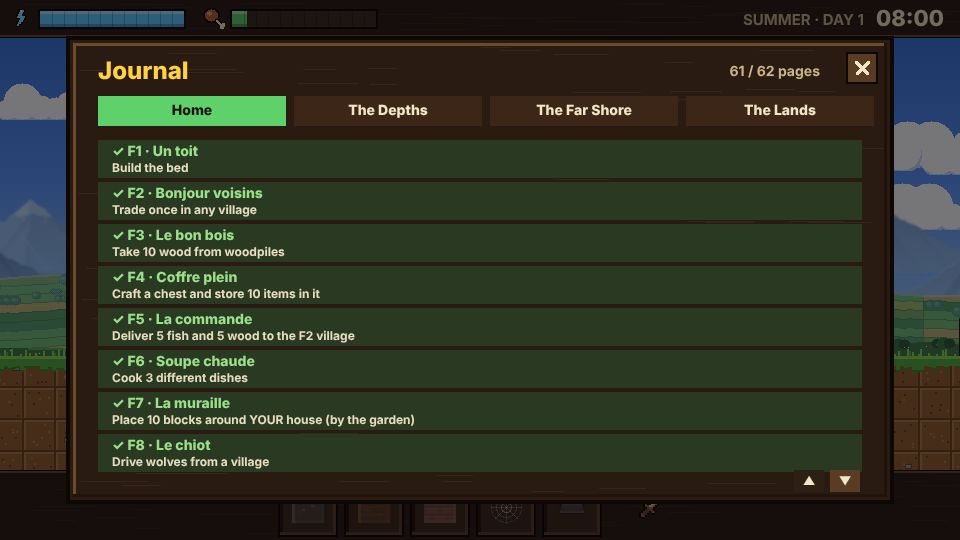 SUMMER · DAY 1 08:00
Journal
61 / 62 pages
Home
The Depths
The Far Shore
The Lands
✓ F1 · Un toit
Build the bed
✓ F2 · Bonjour voisins
Trade once in any village
✓ F3 · Le bon bois
Take 10 wood from woodpiles
✓ F4 · Coffre plein
Craft a chest and store 10 items in it
✓ F5 · La commande
Deliver 5 fish and 5 wood to the F2 village
✓ F6 · Soupe chaude
Cook 3 different dishes
✓ F7 · La muraille
Place 10 blocks around YOUR house (by the garden)
✓ F8 · Le chiot
Drive wolves from a village